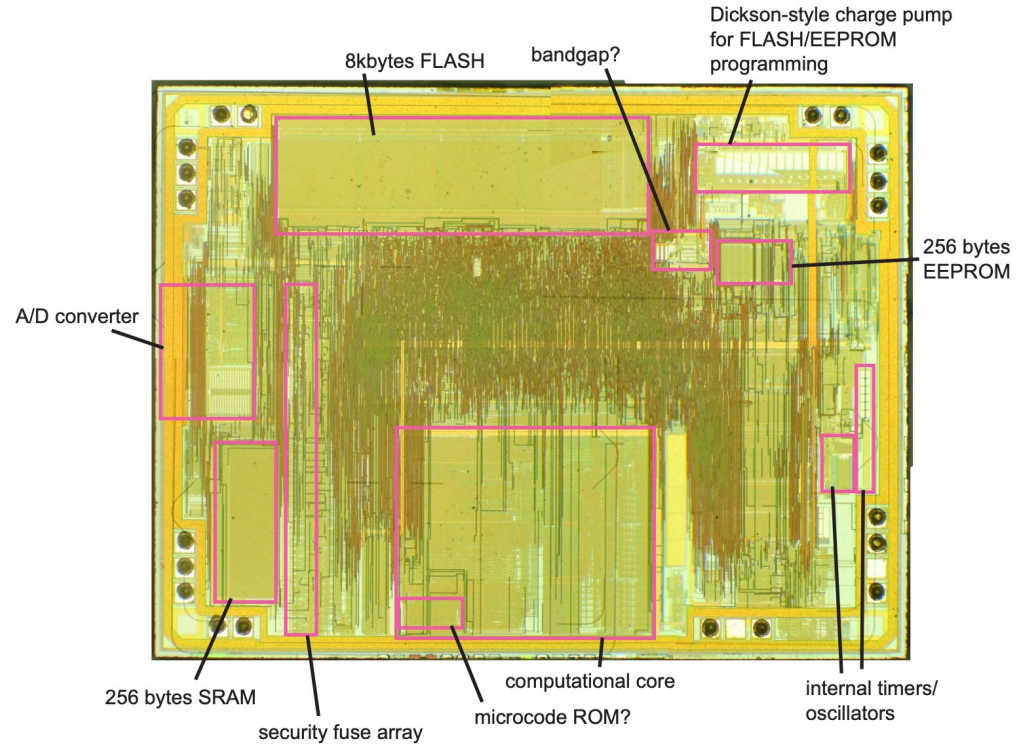 Dickson-style charge pump
for FLASH/EEPROM
programming
bandgap?
8kbytes FLASH
256 bytes
EEPROM
A/D converter
256 bytes SRAM
security fuse array
microcode ROM?
computational core
internal timers/
oscillators